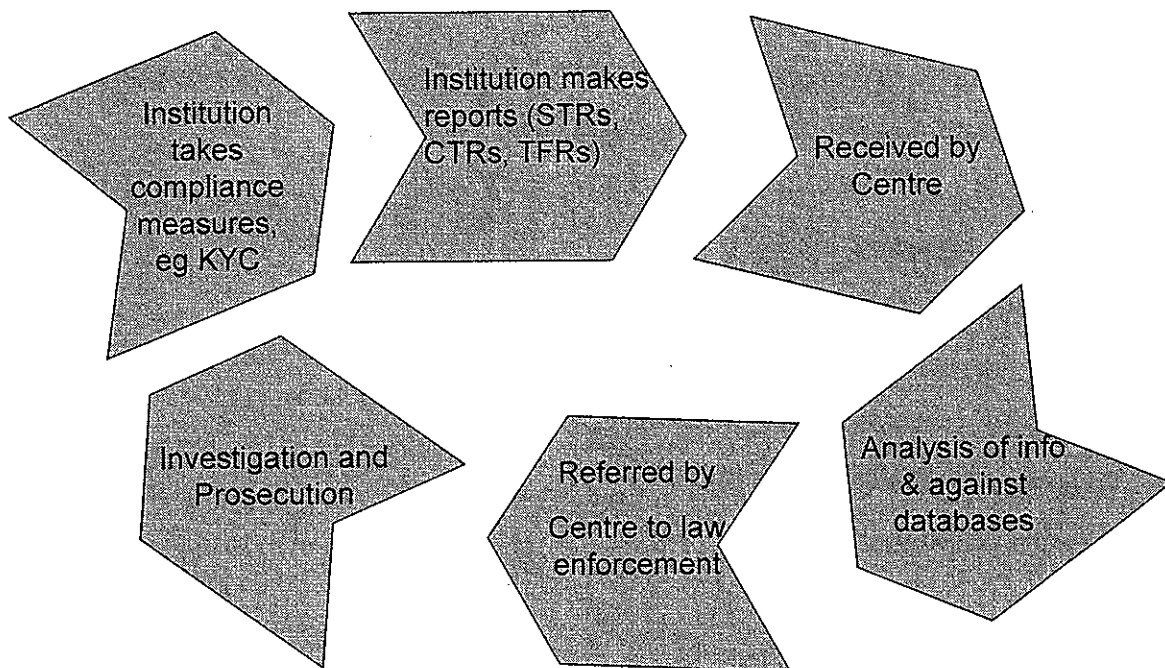 Institution
takes
compliance
measures,
eg KYC
Institution makes
reports (STRs,
CTRs, TFRs)
Received by
Centre
Analysis of info
& against
databases
Referred by
Centre to law
enforcement
Investigation and
Prosecution